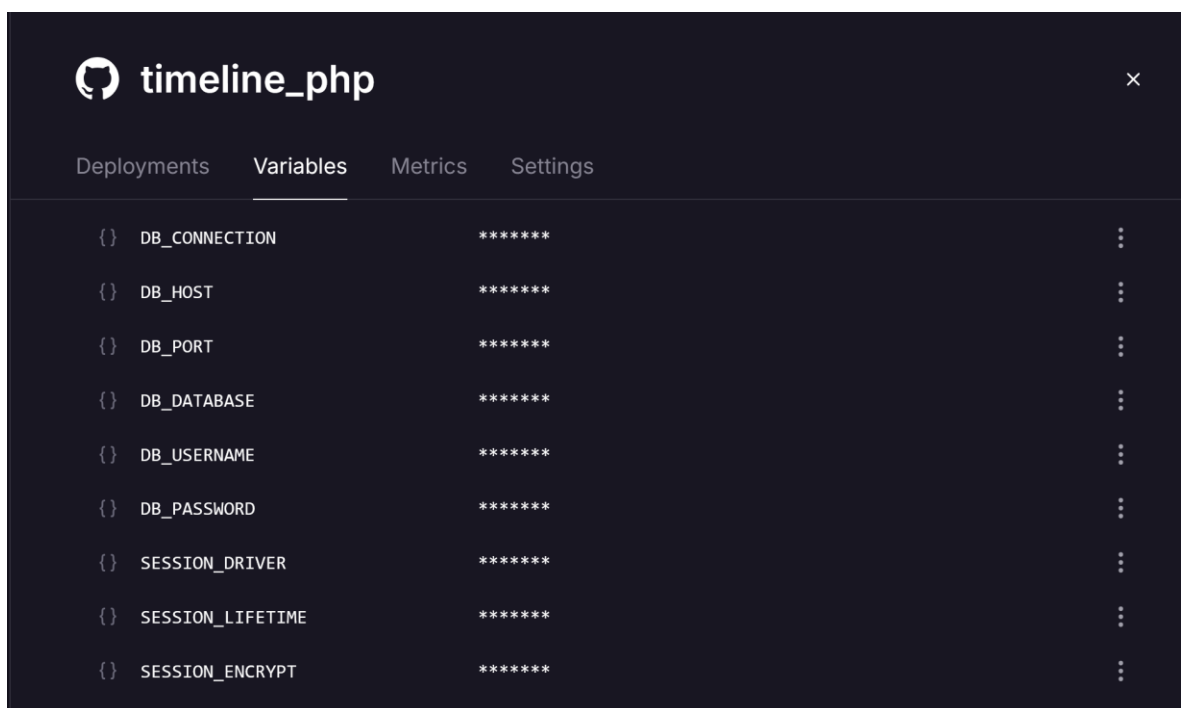 timeline_php ×
Deployments Variables Metrics Settings
{} DB_CONNECTION *******
{} DB_HOST *******
{} DB_PORT *******
{} DB_DATABASE *******
{} DB_USERNAME *******
{} DB_PASSWORD *******
{} SESSION_DRIVER *******
{} SESSION_LIFETIME *******
{} SESSION_ENCRYPT *******